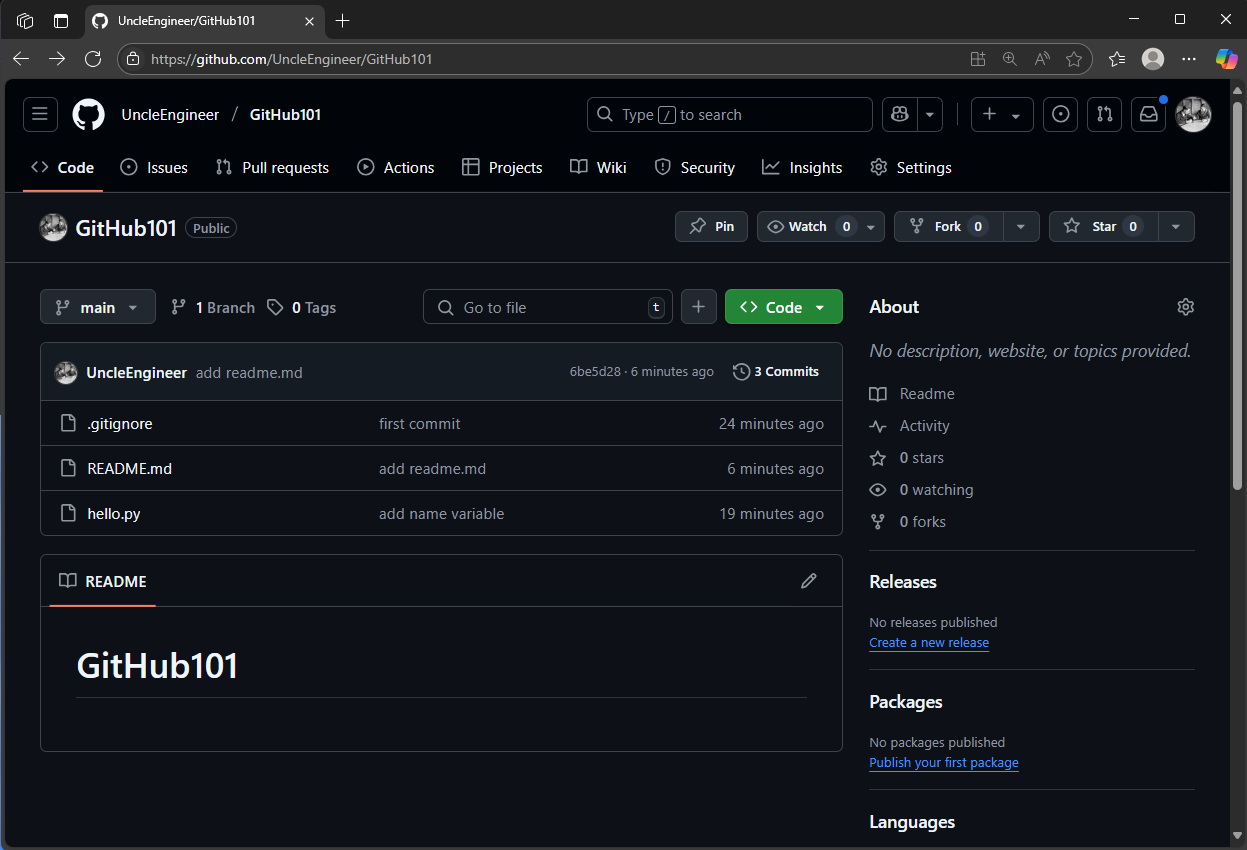 UncleEngineer/GitHub101
https://github.com/UncleEngineer/GitHub101
UncleEngineer / GitHub101
Type / to search
Code Issues Pull requests Actions Projects Wiki Security Insights Settings
GitHub101 Public
Pin Watch 0 Fork 0 Star 0
main 1 Branch 0 Tags Go to file t Code
UncleEngineer add readme.md 6be5d28 · 6 minutes ago 3 Commits
.gitignore first commit 24 minutes ago
README.md add readme.md 6 minutes ago
hello.py add name variable 19 minutes ago
README
GitHub101
About
No description, website, or topics provided.
Readme
Activity
0 stars
0 watching
0 forks
Releases
No releases published
Create a new release
Packages
No packages published
Publish your first package
Languages